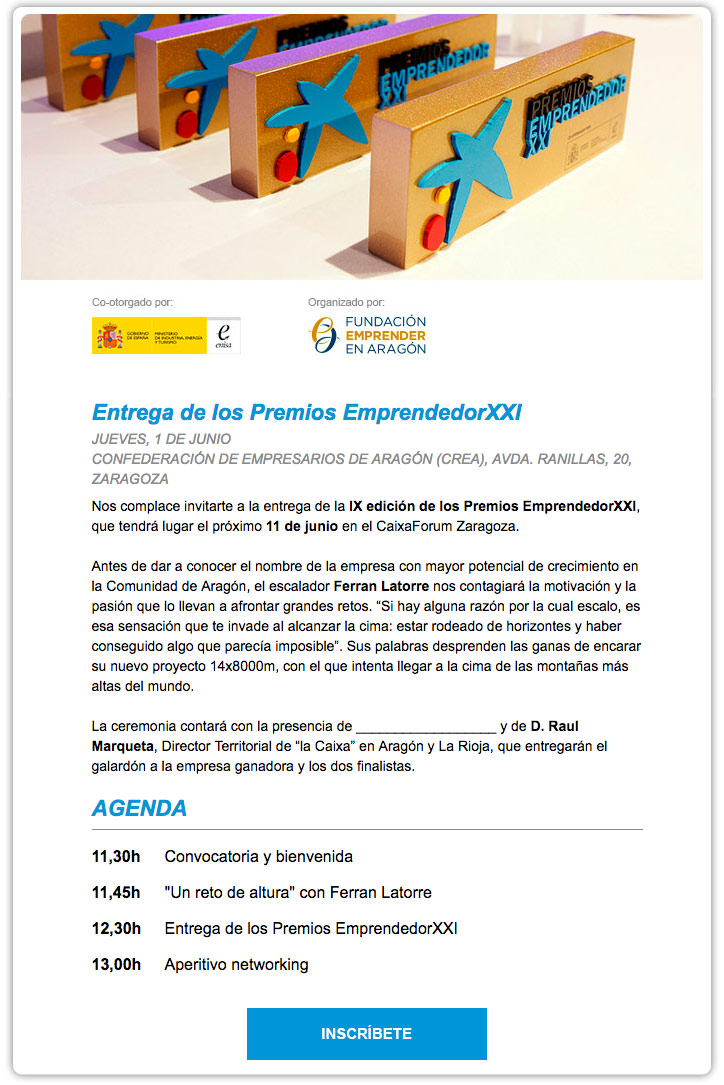 PREMIOS
EMPRENDEDOR
XXI
PREMIOS
EMPRENDEDOR
XXI
Co-otorgado por:
Organizado por:
GOBIERNO
DE ESPAÑA
MINISTERIO
DE INDUSTRIA, ENERGÍA
Y TURISMO
e
enisa
FUNDACIÓN
EMPRENDER
EN ARAGÓN
Entrega de los Premios EmprendedorXXI
JUEVES, 1 DE JUNIO
CONFEDERACIÓN DE EMPRESARIOS DE ARAGÓN (CREA), AVDA. RANILLAS, 20,
ZARAGOZA
Nos complace invitarte a la entrega de la IX edición de los Premios EmprendedorXXI,
que tendrá lugar el próximo 11 de junio en el CaixaForum Zaragoza.
Antes de dar a conocer el nombre de la empresa con mayor potencial de crecimiento en
la Comunidad de Aragón, el escalador Ferran Latorre nos contagiará la motivación y la
pasión que lo llevan a afrontar grandes retos. “Si hay alguna razón por la cual escalo, es
esa sensación que te invade al alcanzar la cima: estar rodeado de horizontes y haber
conseguido algo que parecía imposible”. Sus palabras desprenden las ganas de encarar
su nuevo proyecto 14x8000m, con el que intenta llegar a la cima de las montañas más
altas del mundo.
La ceremonia contará con la presencia de __________________ y de D. Raul
Marqueta, Director Territorial de “la Caixa” en Aragón y La Rioja, que entregarán el
galardón a la empresa ganadora y los dos finalistas.
AGENDA
11,30h Convocatoria y bienvenida
11,45h "Un reto de altura" con Ferran Latorre
12,30h Entrega de los Premios EmprendedorXXI
13,00h Aperitivo networking
INSCRÍBETE